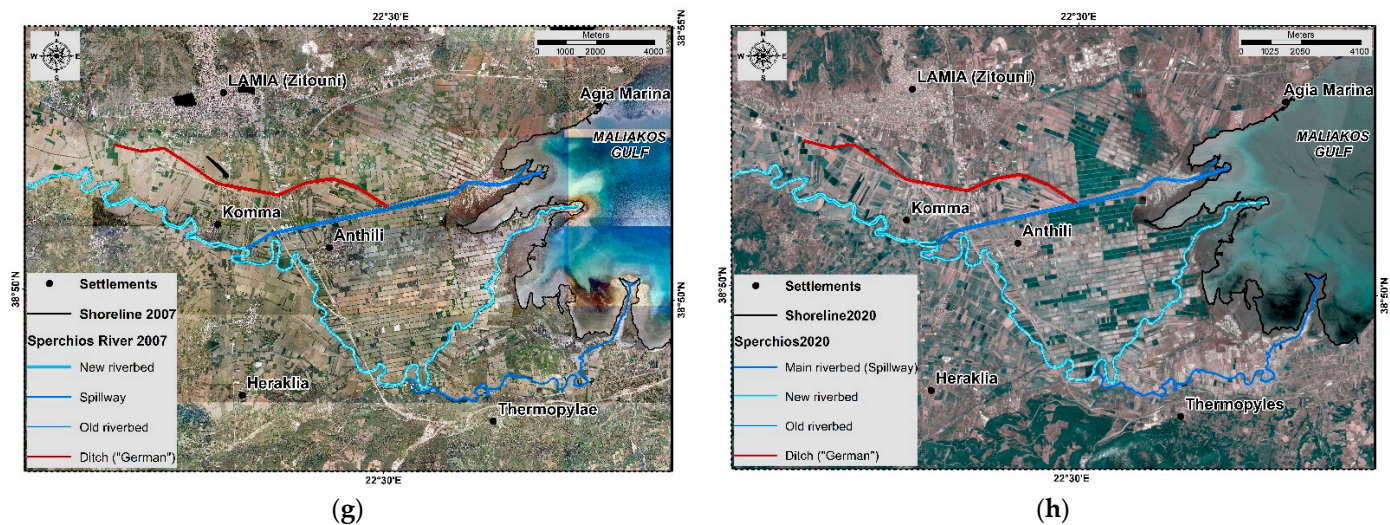 22°30'E
38°55'N
N
W E
S
Meters
0 1000 2000 4000
LAMIA (Zitouni)
Agia Marina
MALIAKOS
GULF
Komma
Anthili
38°50'N
38°50'N
Settlements
Shoreline 2007
Sperchios River 2007
New riverbed
Spillway
Old riverbed
Ditch ("German")
Heraklia
Thermopylae
22°30'E
(g)
22°30'E
38°55'N
N
W E
S
Meters
0 1025 2050 4100
LAMIA (Zitouni)
Agia Marina
MALIAKOS
GULF
Komma
Anthili
38°50'N
38°50'N
Settlements
Shoreline2020
Sperchios2020
Main riverbed (Spillway)
New riverbed
Old riverbed
Ditch ("German")
Heraklia
Thermopyles
22°30'E
(h)